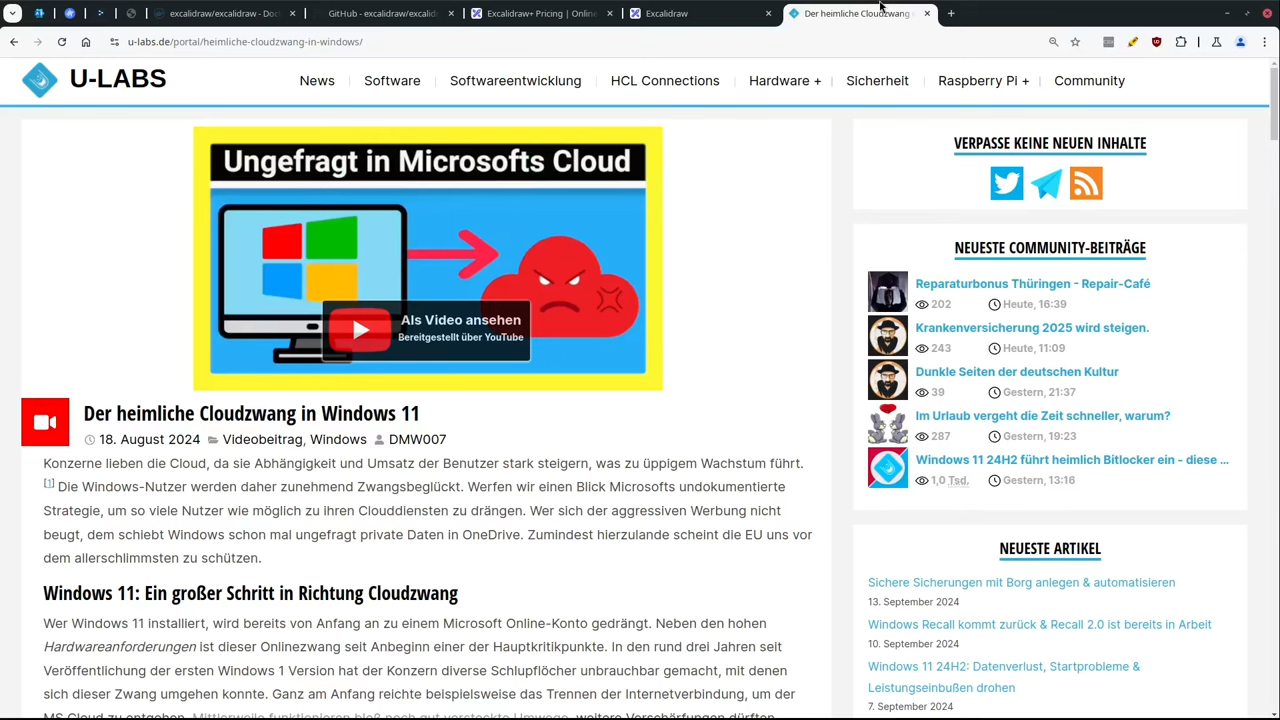 excalidraw/excalidraw - Doc
GitHub - excalidraw/excalid
Excalidraw+ Pricing | Online
Excalidraw
Der heimliche Cloudzwang
u-labs.de/portal/heimliche-cloudzwang-in-windows/
U-LABS
News
Software
Softwareentwicklung
HCL Connections
Hardware +
Sicherheit
Raspberry Pi +
Community
Ungefragt in Microsofts Cloud
Als Video ansehen
Bereitgestellt über YouTube
Der heimliche Cloudzwang in Windows 11
18. August 2024 Videobeitrag, Windows DMW007
Konzerne lieben die Cloud, da sie Abhängigkeit und Umsatz der Benutzer stark steigern, was zu üppigem Wachstum führt.
[1] Die Windows-Nutzer werden daher zunehmend Zwangsbeglückt. Werfen wir einen Blick Microsofts undokumentierte
Strategie, um so viele Nutzer wie möglich zu ihren Clouddiensten zu drängen. Wer sich der aggressiven Werbung nicht
beugt, dem schiebt Windows schon mal ungefragt private Daten in OneDrive. Zumindest hierzulande scheint die EU uns vor
dem allerschlimmsten zu schützen.
Windows 11: Ein großer Schritt in Richtung Cloudzwang
Wer Windows 11 installiert, wird bereits von Anfang an zu einem Microsoft Online-Konto gedrängt. Neben den hohen
Hardwareanforderungen ist dieser Onlinezwang seit Anbeginn einer der Hauptkritikpunkte. In den rund drei Jahren seit
Veröffentlichung der ersten Windows 1 Version hat der Konzern diverse Schlupflöcher unbrauchbar gemacht, mit denen
sich dieser Zwang umgehen konnte. Ganz am Anfang reichte beispielsweise das Trennen der Internetverbindung, um der
MS Cloud zu entgehen. Mittlerweile funktionieren bloß noch gut versteckte Umwege, weitere Verschärfungen dürften
VERPASSE KEINE NEUEN INHALTE
NEUESTE COMMUNITY-BEITRÄGE
Reparaturbonus Thüringen - Repair-Café
202 Heute, 16:39
Krankenversicherung 2025 wird steigen.
243 Heute, 11:09
Dunkle Seiten der deutschen Kultur
39 Gestern, 21:37
Im Urlaub vergeht die Zeit schneller, warum?
287 Gestern, 19:23
Windows 11 24H2 führt heimlich Bitlocker ein - diese ...
1,0 Tsd. Gestern, 13:16
NEUESTE ARTIKEL
Sichere Sicherungen mit Borg anlegen & automatisieren
13. September 2024
Windows Recall kommt zurück & Recall 2.0 ist bereits in Arbeit
10. September 2024
Windows 11 24H2: Datenverlust, Startprobleme &
Leistungseinbußen drohen
7. September 2024